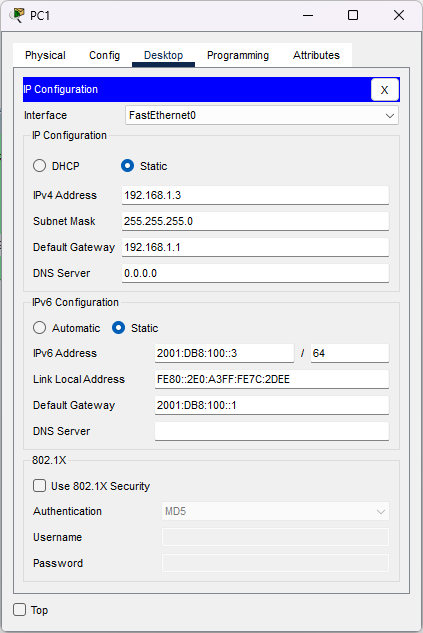 PC1
Physical Config Desktop Programming Attributes
IP Configuration X
Interface FastEthernet0
IP Configuration
DHCP Static
IPv4 Address 192.168.1.3
Subnet Mask 255.255.255.0
Default Gateway 192.168.1.1
DNS Server 0.0.0.0
IPv6 Configuration
Automatic Static
IPv6 Address 2001:DB8:100::3 / 64
Link Local Address FE80::2E0:A3FF:FE7C:2DEE
Default Gateway 2001:DB8:100::1
DNS Server
802.1X
Use 802.1X Security
Authentication MD5
Username
Password
Top